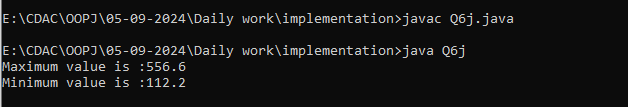 E:\CDAC\OOPJ\05-09-2024\Daily work\implementation>javac Q6j.java
E:\CDAC\OOPJ\05-09-2024\Daily work\implementation>java Q6j
Maximum value is :556.6
Minimum value is :112.2